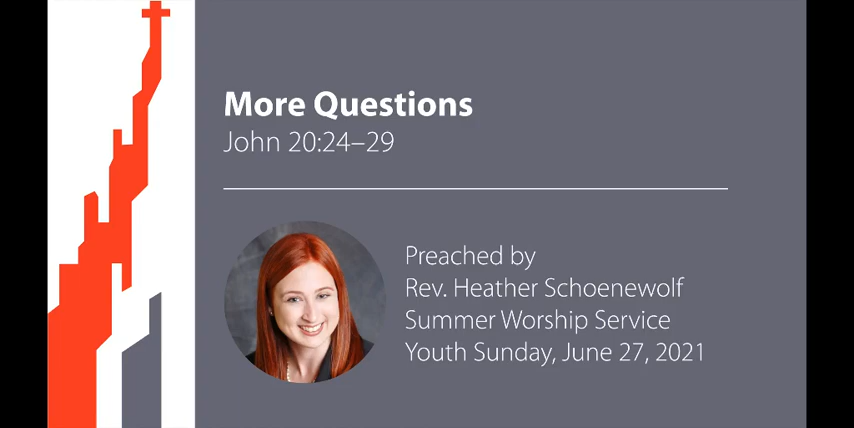 More Questions
John 20:24–29
Preached by
Rev. Heather Schoenewolf
Summer Worship Service
Youth Sunday, June 27, 2021